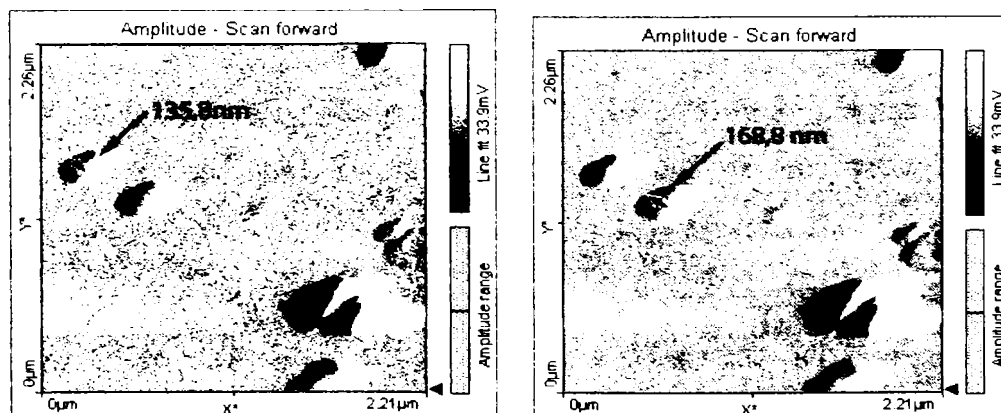 Amplitude - Scan forward
2.26µm
Y*
0µm
0µm
X*
2.21µm
135,8nm
Line fit 33.9mV
Amplitude range
Amplitude - Scan forward
2.26µm
Y*
0µm
0µm
X*
2.21µm
168,8 nm
Line fit 33.9mV
Amplitude range